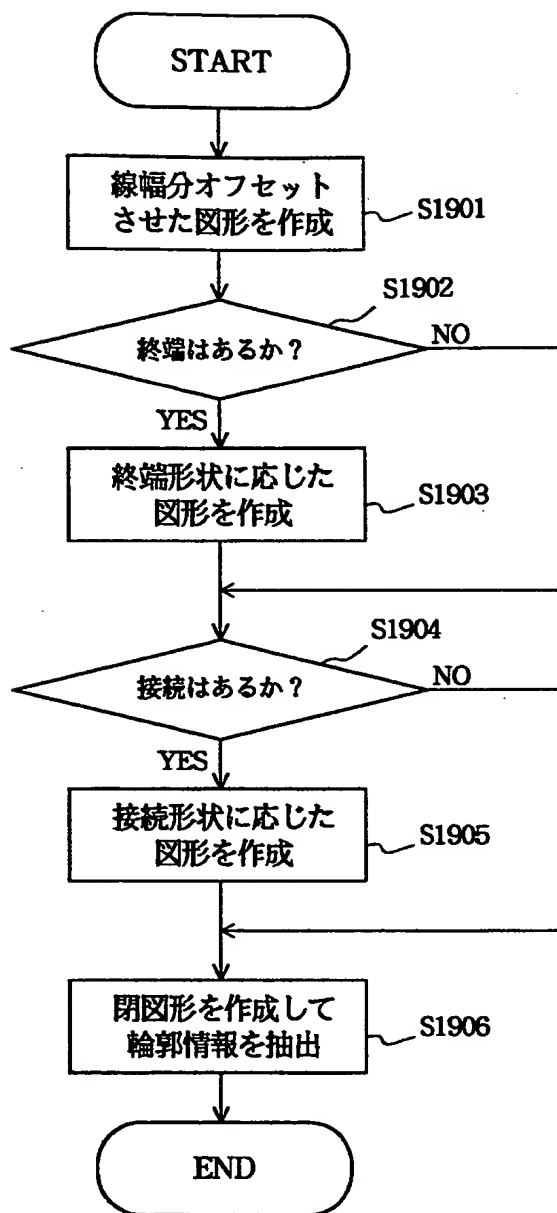 START
線幅分オフセット
させた図形を作成
S1901
S1902
終端はあるか？
NO
YES
終端形状に応じた
図形を作成
S1903
S1904
接続はあるか？
NO
YES
接続形状に応じた
図形を作成
S1905
閉図形を作成して
輪郭情報を抽出
S1906
END